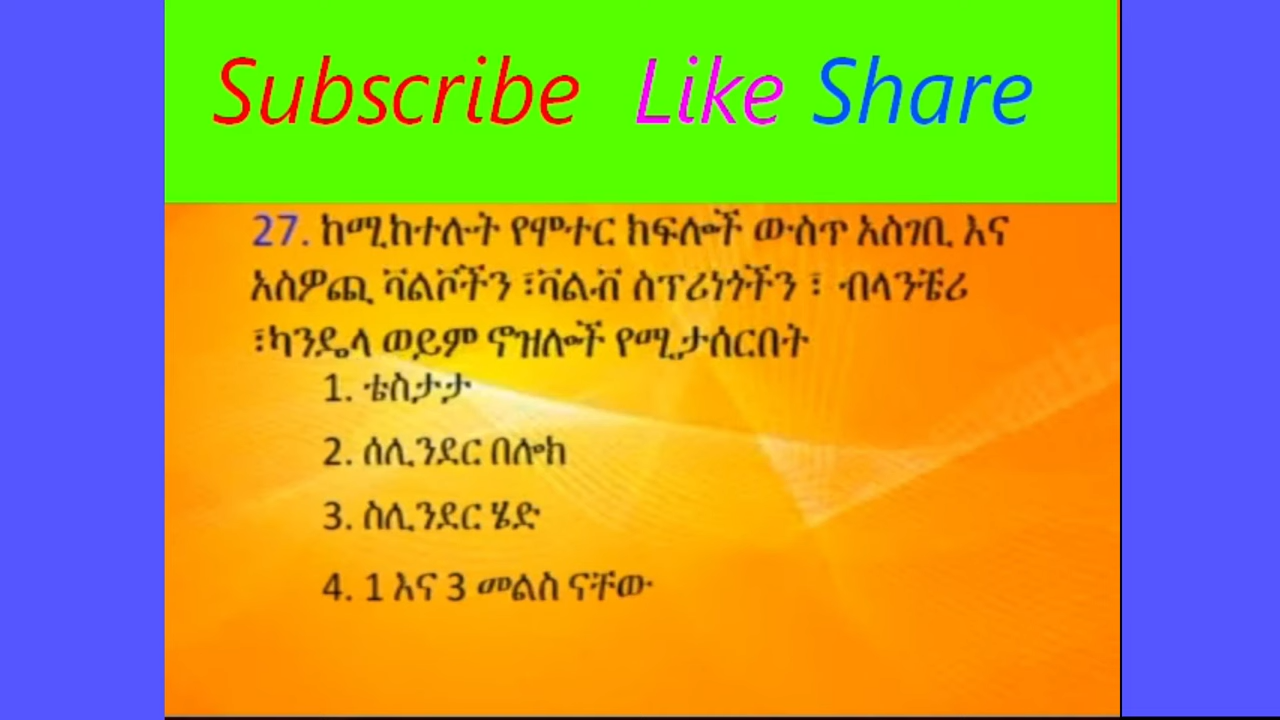 Subscribe Like Share
27. ከሚከተሉት የሞተር ክፍሎች ውስጥ አስገቢ እና
አስዎጪ ቫልቮችን ፣ቫልቭ ስፕሪነጎችን ፣ ብላንቼሪ
፣ካንዴላ ወይም ኖዝሎች የሚታሰርበት
1. ቴስታታ
2. ሰሊንደር በሎክ
3. ስሊንደር ሄድ
4. 1 እና 3 መልስ ናቸው